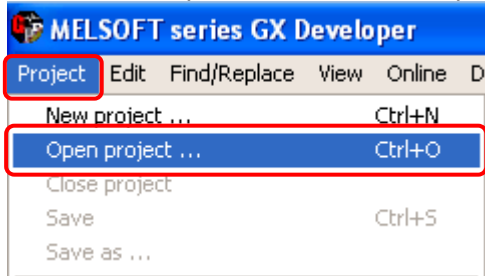 MELSOFT series GX Developer
Project Edit Find/Replace View Online D
New project ... Ctrl+N
Open project ... Ctrl+O
Close project
Save Ctrl+S
Save as ...